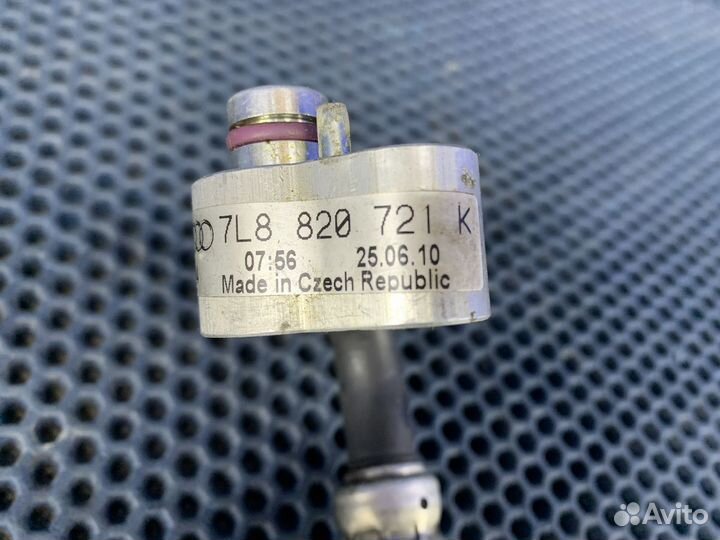 7L8 820 721 K
07:56 25.06.10
Made in Czech Republic
Avito